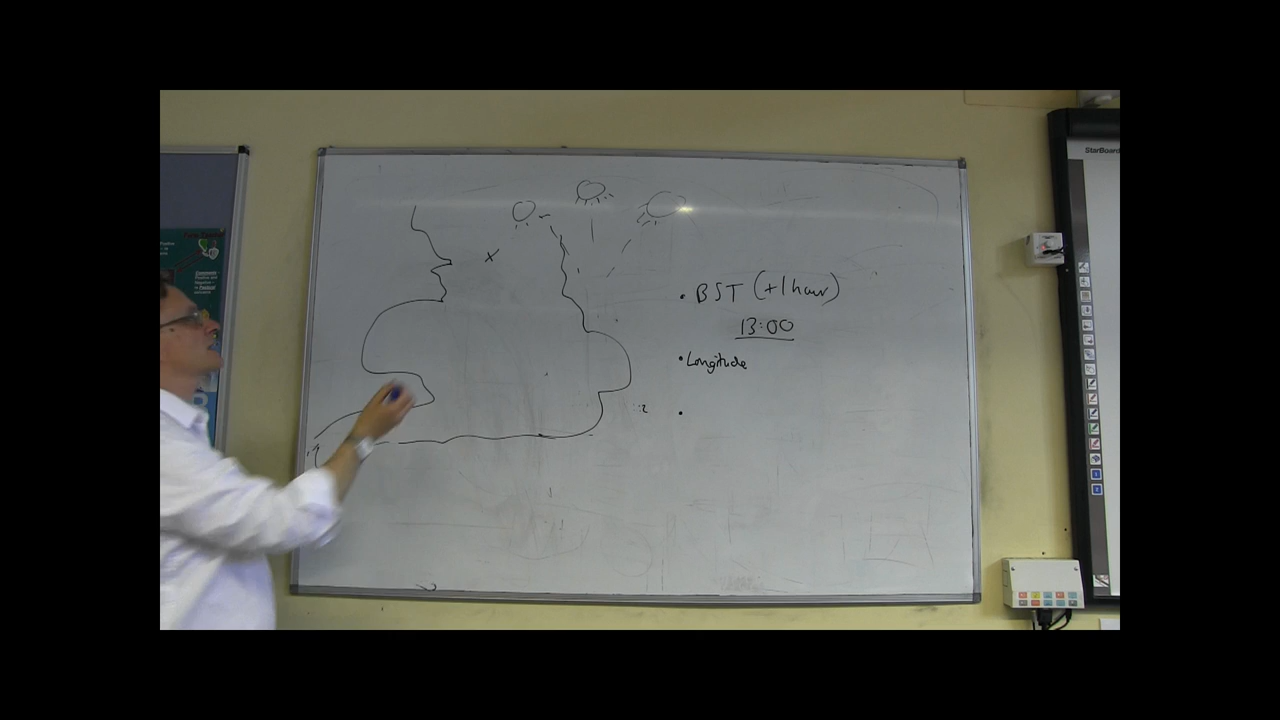 • BST (+1 hour)
13:00
• Longitude
•
StarBoard